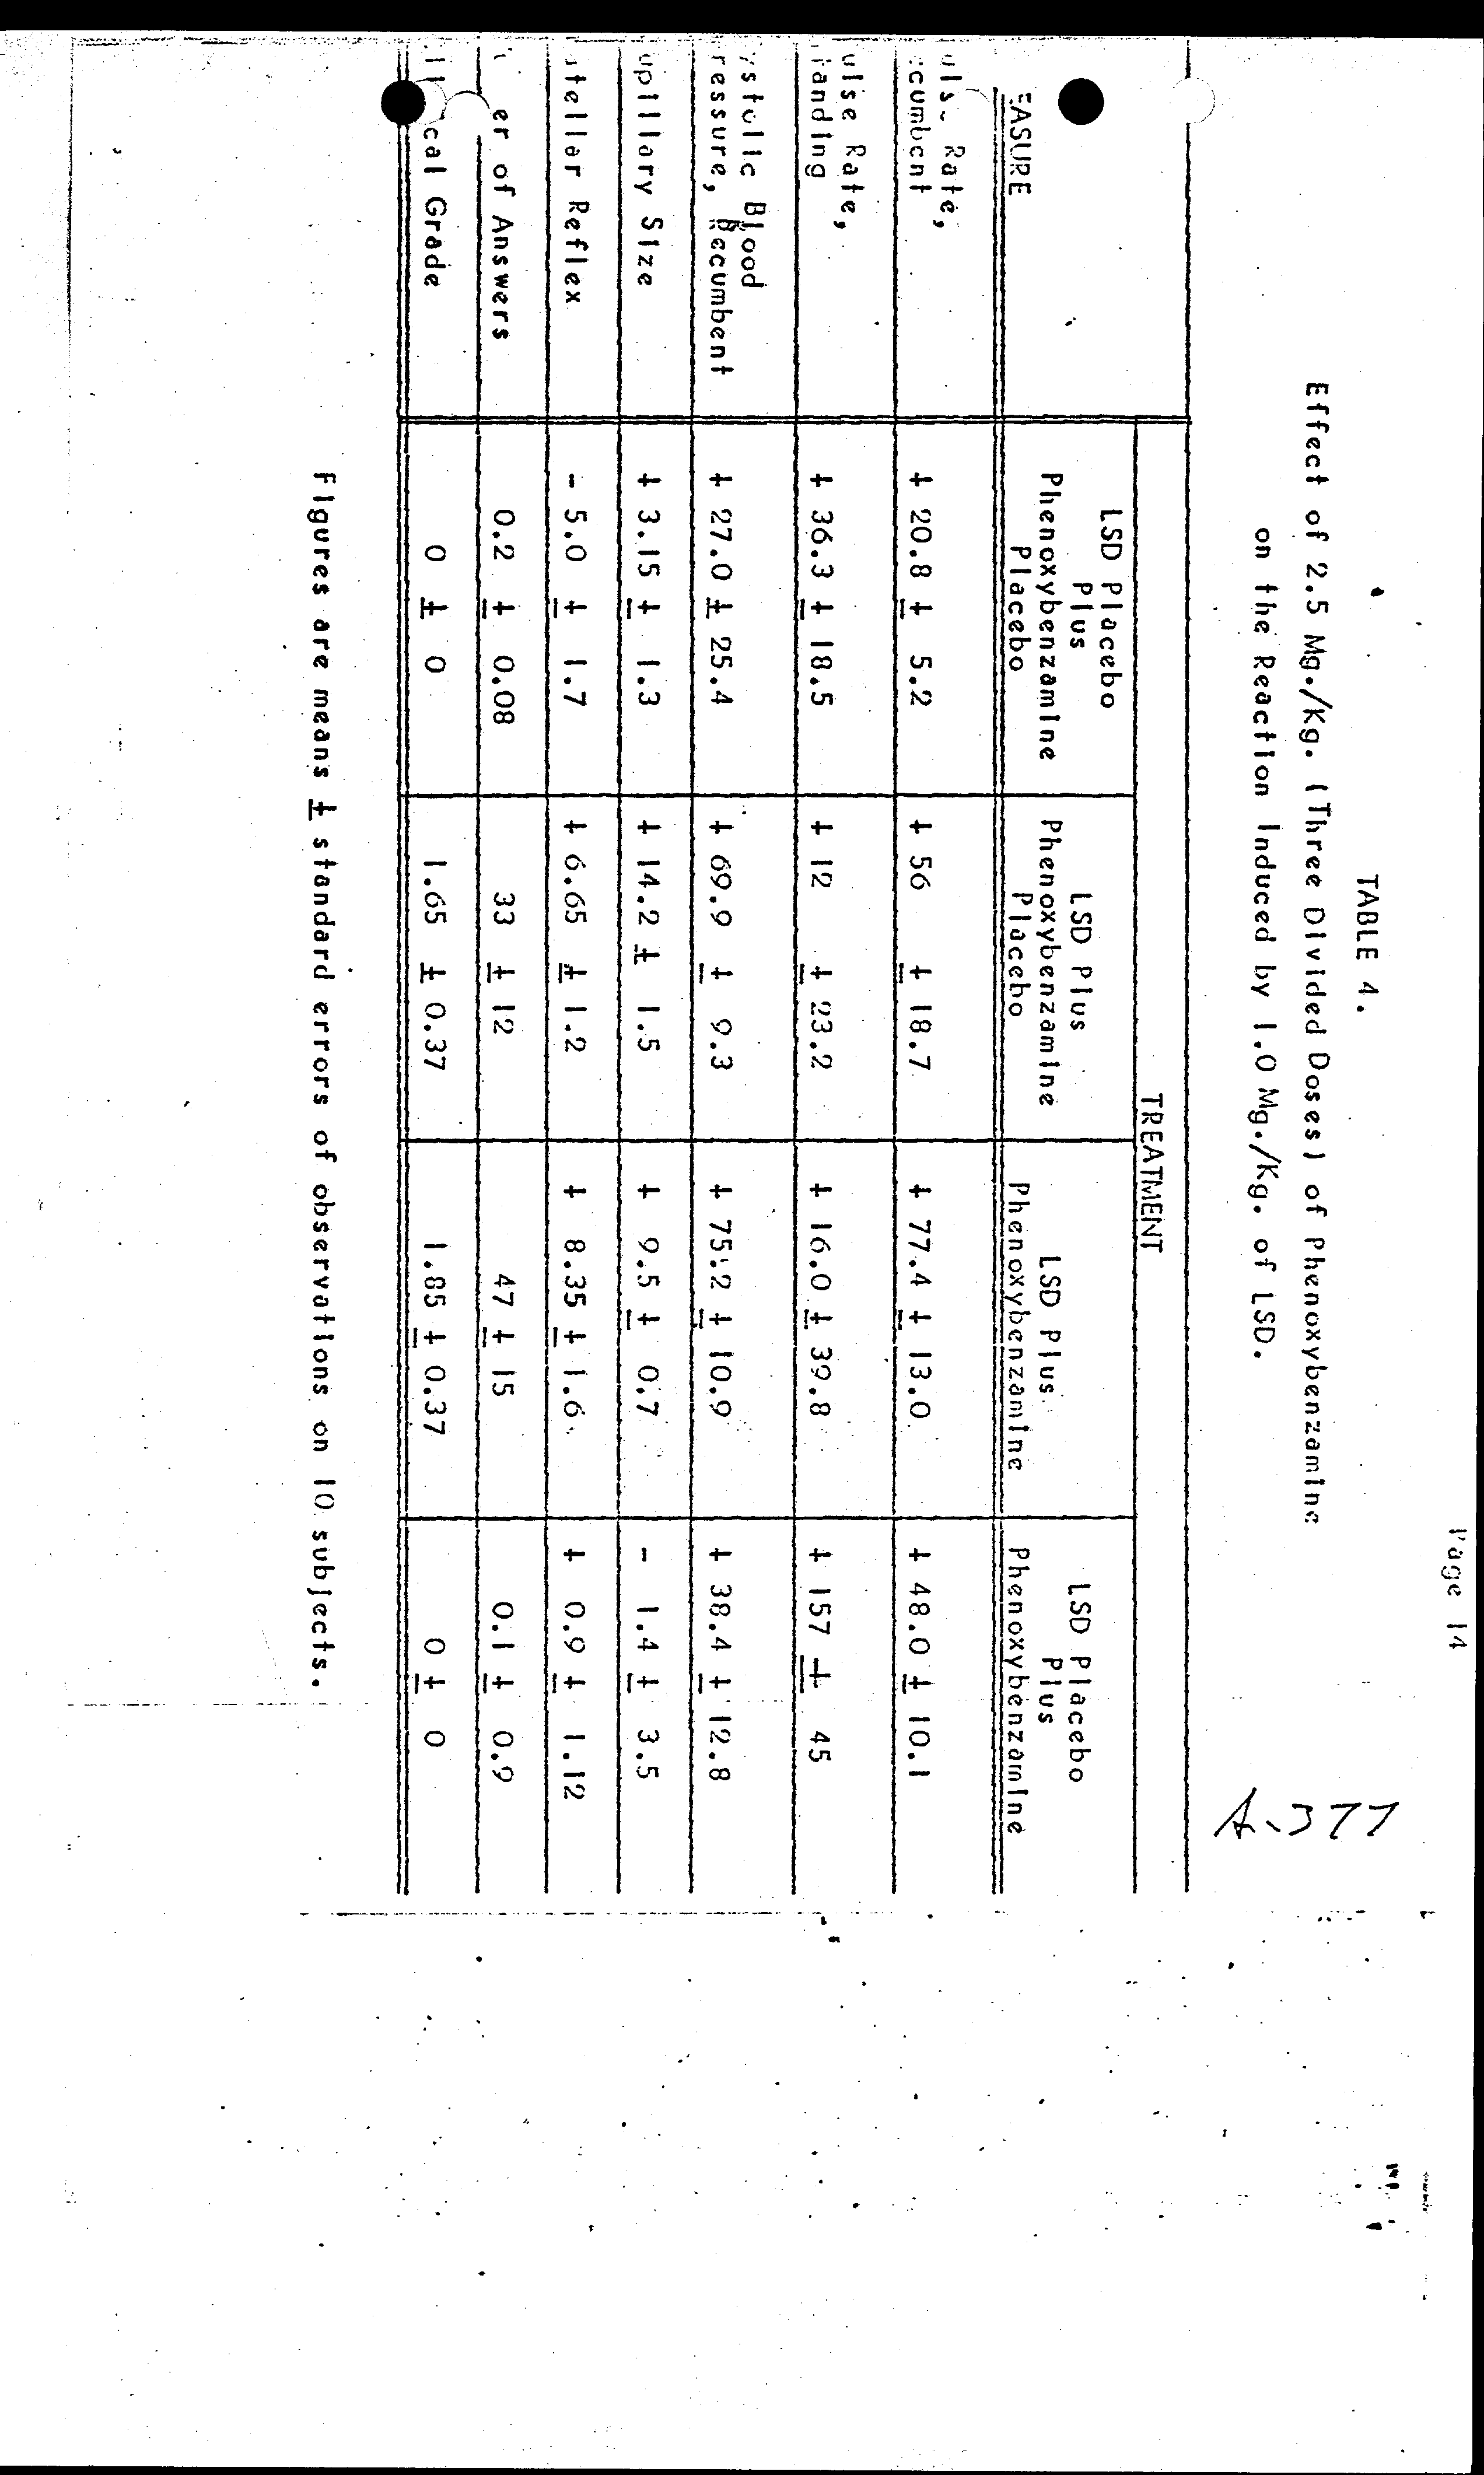 Page 14
A-377
TABLE 4.
Effect of 2.5 Mg./Kg. (Three Divided Doses) of Phenoxybenzamine
on the Reaction Induced by 1.0 Mg./Kg. of LSD.
TREATMENT
EASURE
LSD Placebo Plus Phenoxybenzamine Placebo
LSD Plus Phenoxybenzamine Placebo
LSD Plus Phenoxybenzamine
LSD Placebo Plus Phenoxybenzamine
Rate, cumbent + 20.8 ± 5.2 + 56 ± 18.7 + 77.4 ± 13.0 + 48.0 ± 10.1
ulse Rate, anding + 36.3 ± 18.5 + 12 ± 23.2 + 16.0 ± 39.8 + 157 ± 45
ystolic Blood ressure, Recumbent + 27.0 ± 25.4 + 69.9 ± 9.3 + 75.2 ± 10.9 + 38.4 ± 12.8
upillary Size + 3.15 ± 1.3 + 14.2 ± 1.5 + 9.5 ± 0.7 - 1.4 ± 3.5
atellar Reflex - 5.0 ± 1.7 + 6.65 ± 1.2 + 8.35 ± 1.6 + 0.9 ± 1.12
er of Answers 0.2 ± 0.08 33 ± 12 47 ± 15 0.1 ± 0.9
cal Grade 0 ± 0 1.65 ± 0.37 1.85 ± 0.37 0 ± 0
Figures are means ± standard errors of observations on 10 subjects.